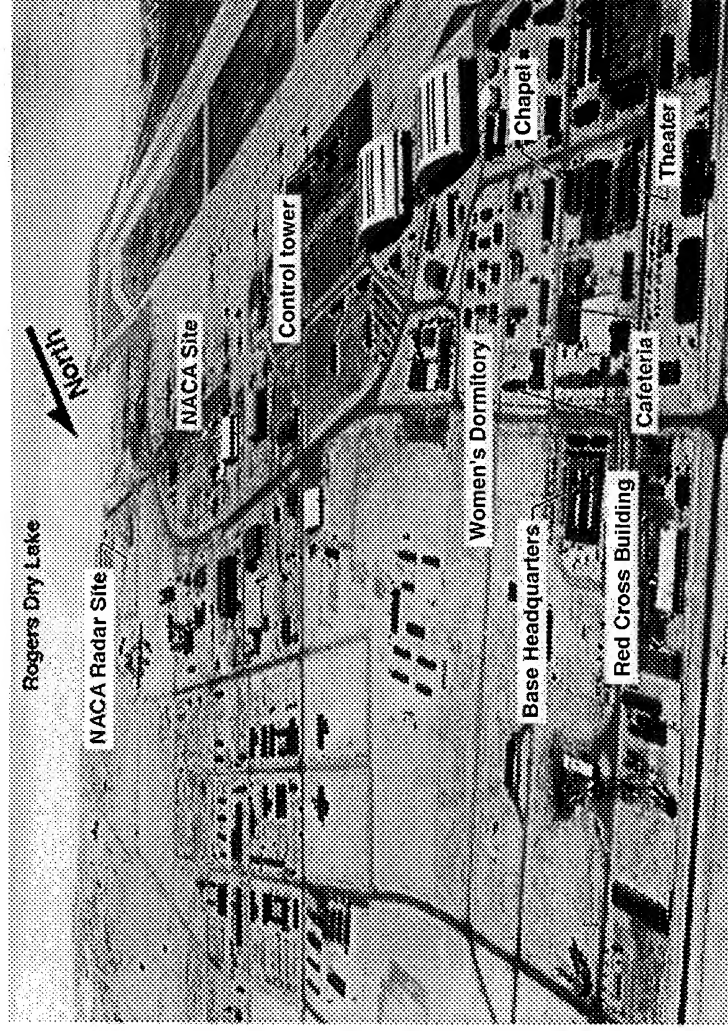 Rogers Dry Lake
North
NACA Radar Site
NACA Site
Control tower
Women's Dormitory
Chapel
Base Headquarters
Red Cross Building
Cafeteria
Theater